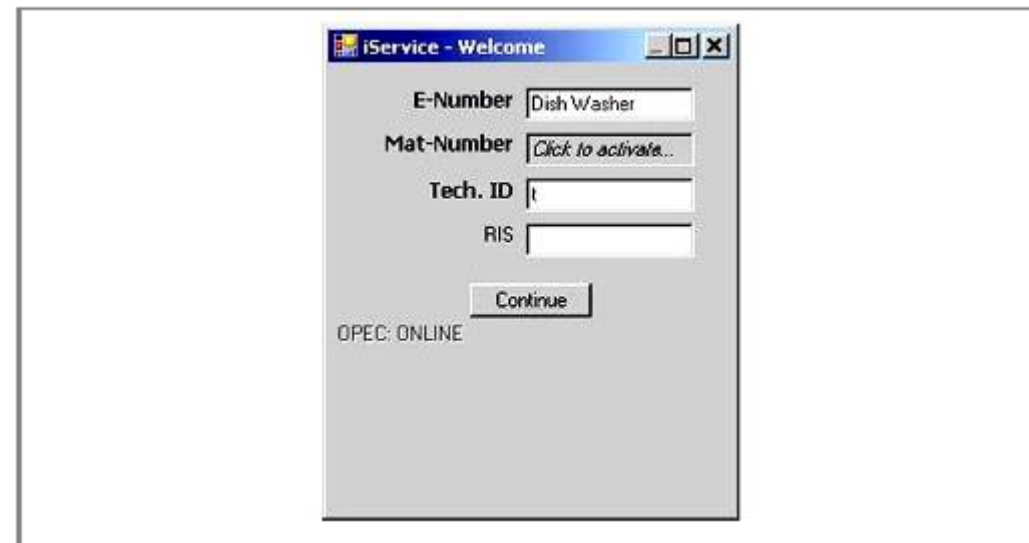 iService - Welcome
E-Number Dish Washer
Mat-Number Click to activate...
Tech. ID t
RIS
Continue
OPEC: ONLINE